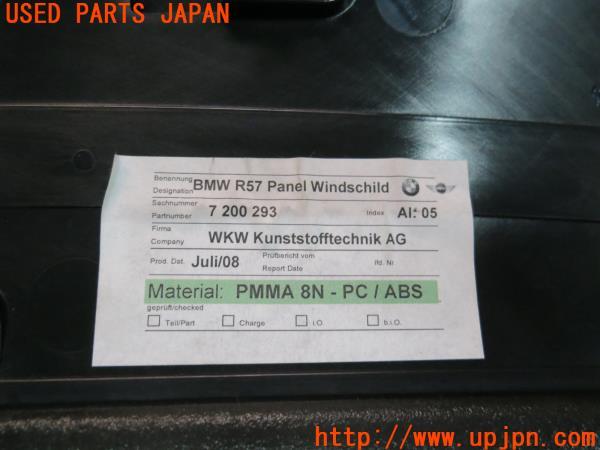 USED PARTS JAPAN
Benennung
Designation
BMW R57 Panel Windschild
Sachnummer
Partnumber
7 200 293
Index
AI: 05
Firma
Company
WKW Kunststofftechnik AG
Prod. Dat.
Juli/08
Prüfbericht vom
Report Date
lfd. Nr
Material: PMMA 8N - PC / ABS
geprüft/checked
Teil/Part
Charge
i.O.
b.i.O.
http://www.upjpn.com